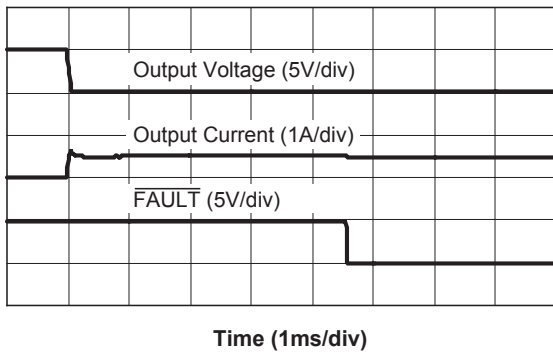 Output Voltage (5V/div)
Output Current (1A/div)
FAULT (5V/div)
Time (1ms/div)